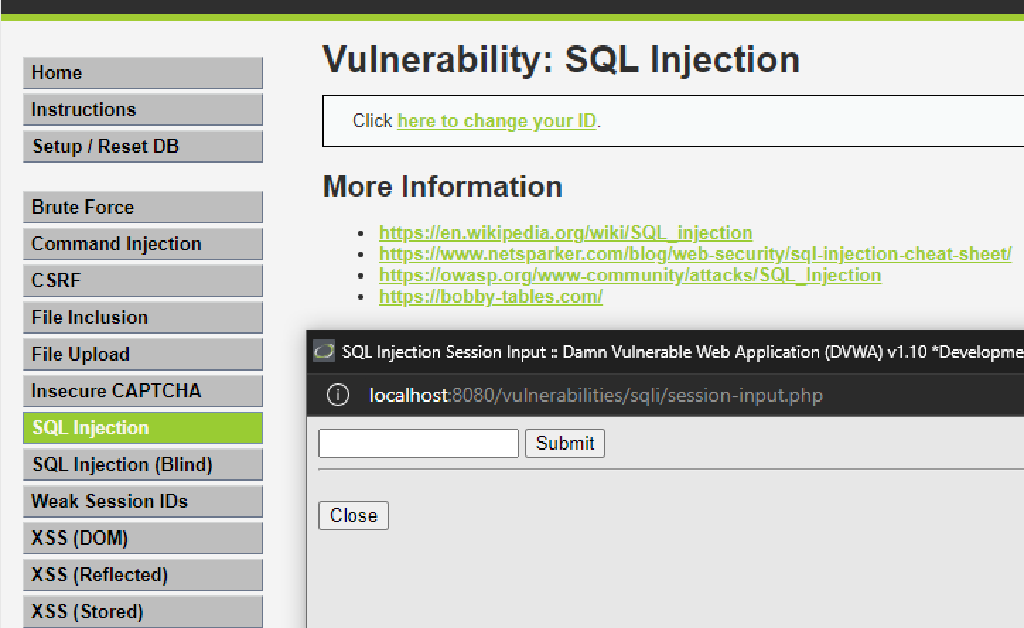 Home
Instructions
Setup / Reset DB
Brute Force
Command Injection
CSRF
File Inclusion
File Upload
Insecure CAPTCHA
SQL Injection
SQL Injection (Blind)
Weak Session IDs
XSS (DOM)
XSS (Reflected)
XSS (Stored)
Vulnerability: SQL Injection
Click here to change your ID.
More Information
https://en.wikipedia.org/wiki/SQL_injection
https://www.netsparker.com/blog/web-security/sql-injection-cheat-sheet/
https://owasp.org/www-community/attacks/SQL_Injection
https://bobby-tables.com/
SQL Injection Session Input :: Damn Vulnerable Web Application (DVWA) v1.10 *Developme
localhost:8080/vulnerabilities/sqli/session-input.php
Submit
Close